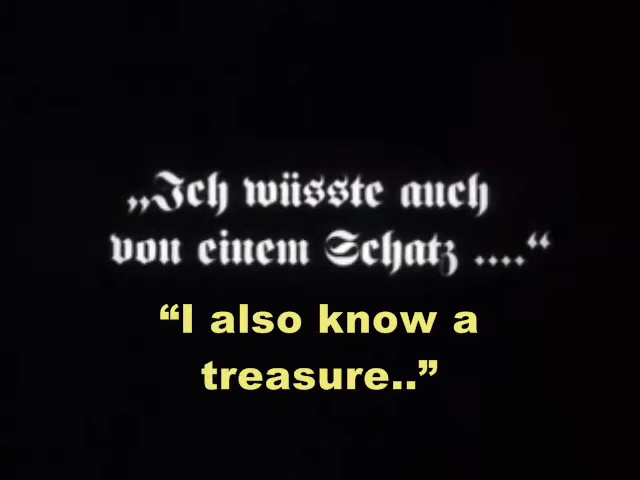 „Ich wüsste auch
von einem Schatz ....“
“I also know a
treasure..”